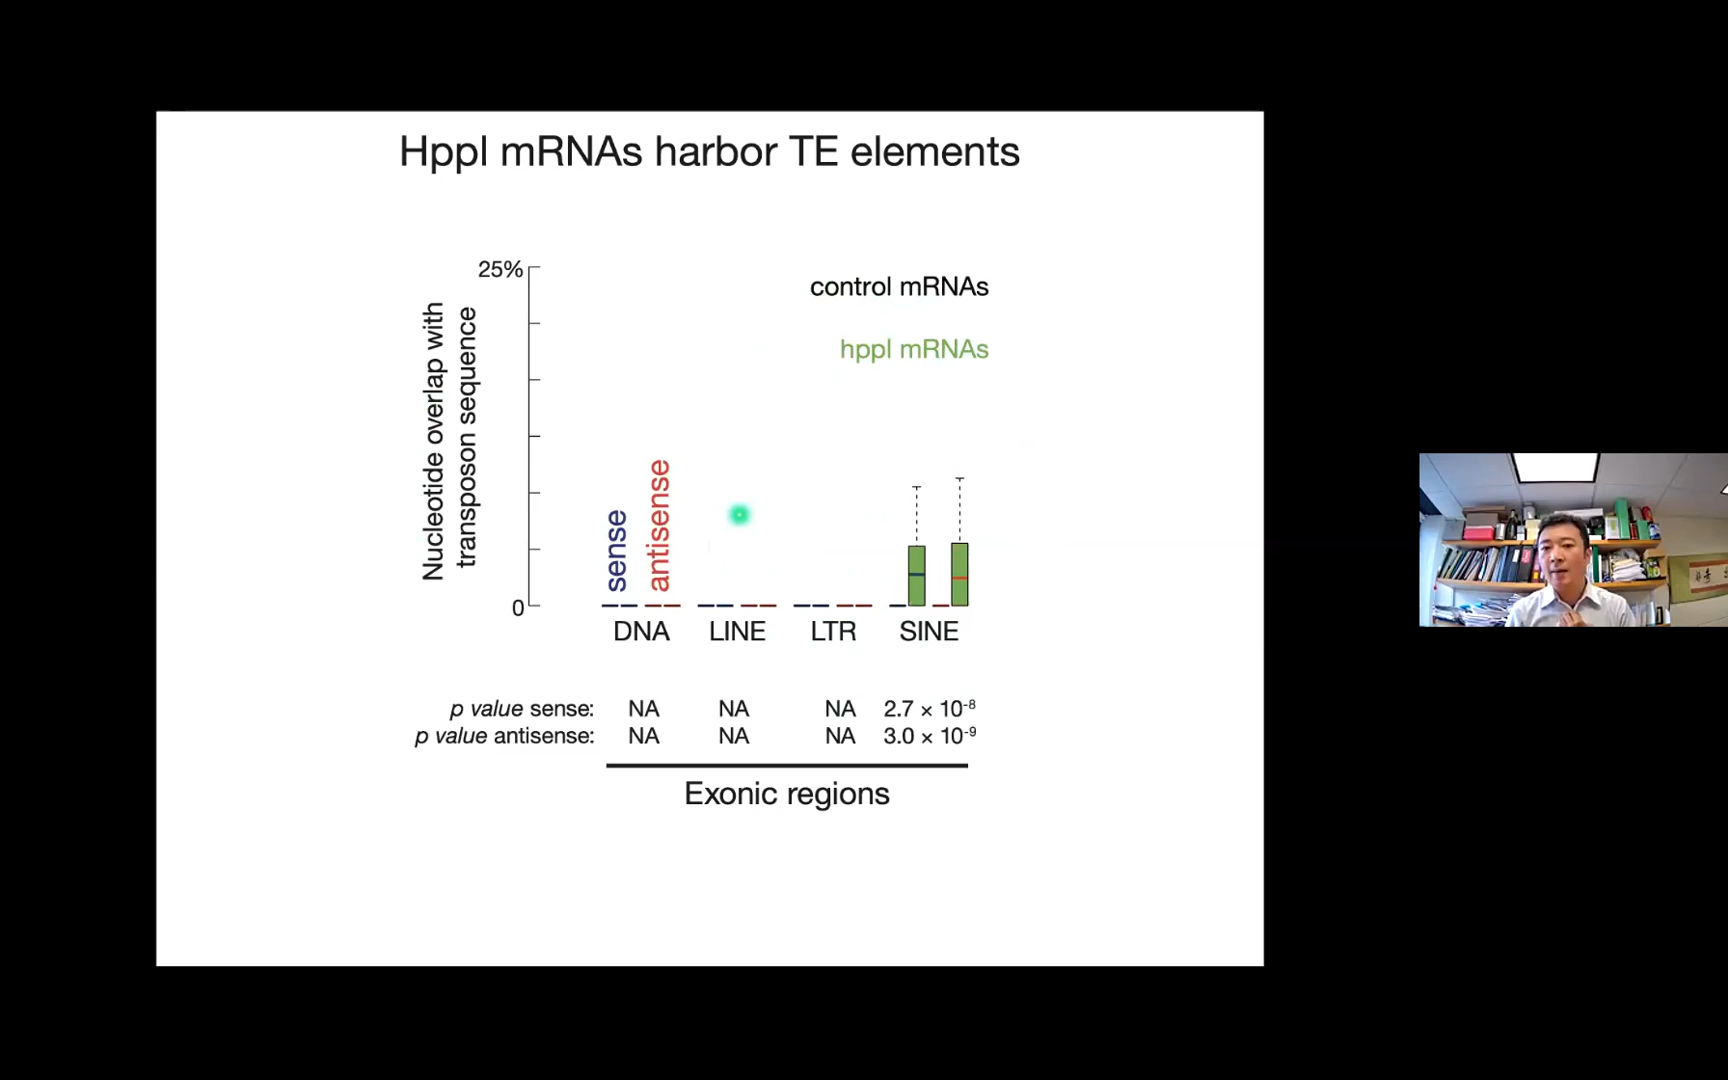 Hppl mRNAs harbor TE elements
25%
control mRNAs
hppl mRNAs
Nucleotide overlap with
transposon sequence
sense
antisense
0
DNA LINE LTR SINE
p value sense: NA NA NA 2.7 × 10⁻⁸
p value antisense: NA NA NA 3.0 × 10⁻⁹
Exonic regions